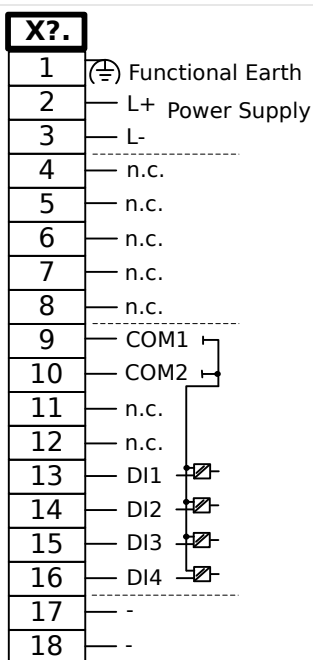 X?.
1 Functional Earth
2 L+ Power Supply
3 L-
4 n.c.
5 n.c.
6 n.c.
7 n.c.
8 n.c.
9 COM1
10 COM2
11 n.c.
12 n.c.
13 DI1
14 DI2
15 DI3
16 DI4
17 -
18 -